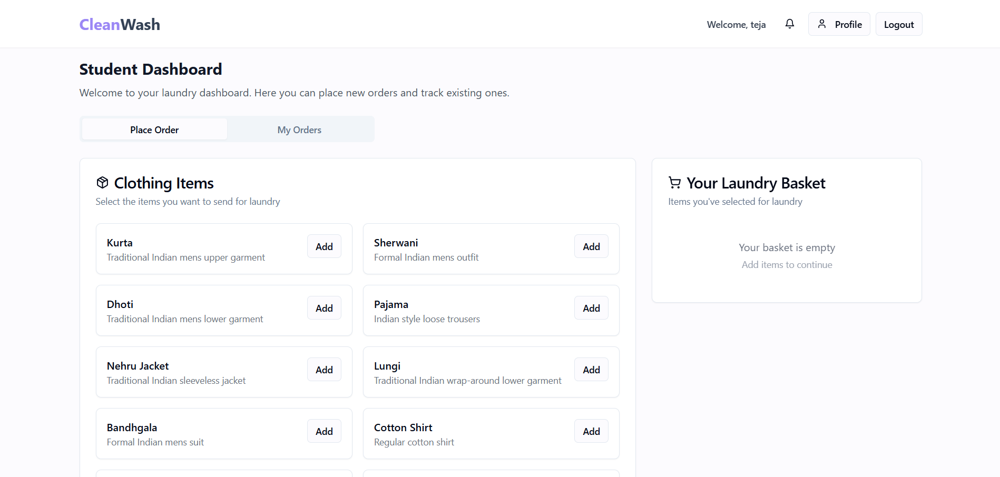 CleanWash
Welcome, teja
Profile
Logout
Student Dashboard
Welcome to your laundry dashboard. Here you can place new orders and track existing ones.
Place Order
My Orders
Clothing Items
Select the items you want to send for laundry
Kurta
Traditional Indian mens upper garment
Add
Sherwani
Formal Indian mens outfit
Add
Dhoti
Traditional Indian mens lower garment
Add
Pajama
Indian style loose trousers
Add
Nehru Jacket
Traditional Indian sleeveless jacket
Add
Lungi
Traditional Indian wrap-around lower garment
Add
Bandhgala
Formal Indian mens suit
Add
Cotton Shirt
Regular cotton shirt
Add
Your Laundry Basket
Items you've selected for laundry
Your basket is empty
Add items to continue